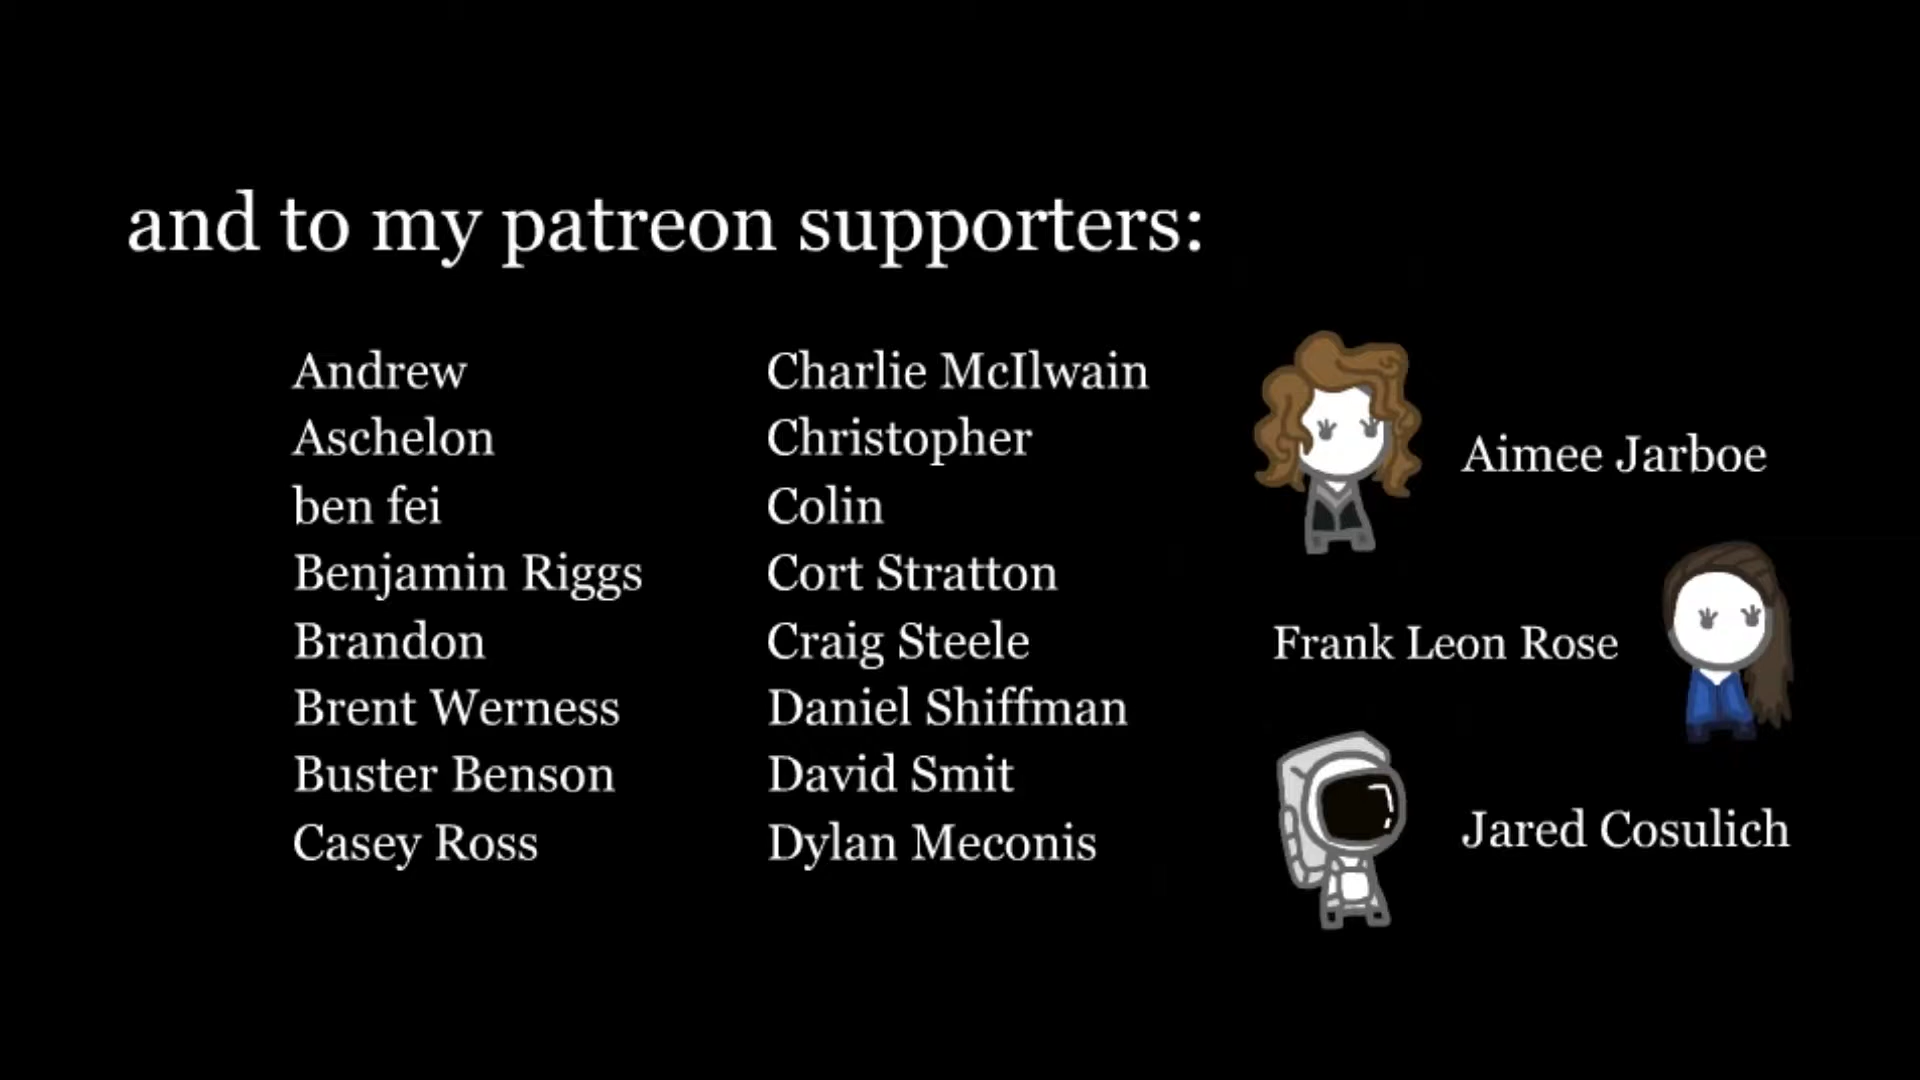 and to my patreon supporters:
Andrew
Aschelon
ben fei
Benjamin Riggs
Brandon
Brent Werness
Buster Benson
Casey Ross
Charlie McIlwain
Christopher
Colin
Cort Stratton
Craig Steele
Daniel Shiffman
David Smit
Dylan Meconis
Aimee Jarboe
Frank Leon Rose
Jared Cosulich